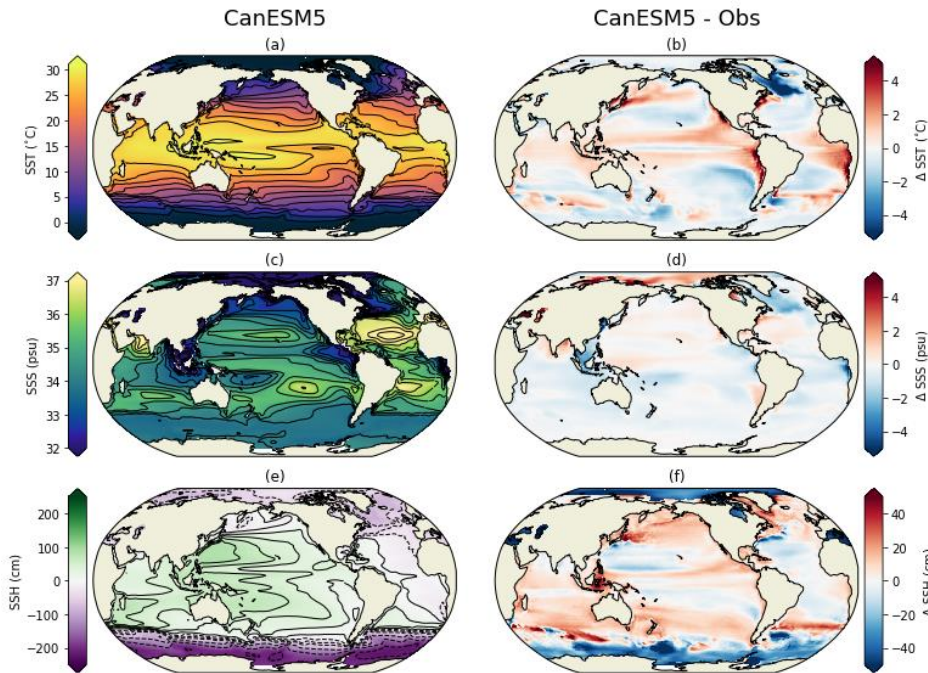 CanESM5
CanESM5 - Obs
(a)
(b)
30
25
20
15
10
5
0
SST (˚C)
4
2
0
−2
−4
Δ SST (˚C)
(c)
(d)
37
36
35
34
33
32
SSS (psu)
4
2
0
−2
−4
Δ SSS (psu)
(e)
(f)
200
100
0
−100
−200
SSH (cm)
40
20
0
−20
−40
Δ SSH (cm)